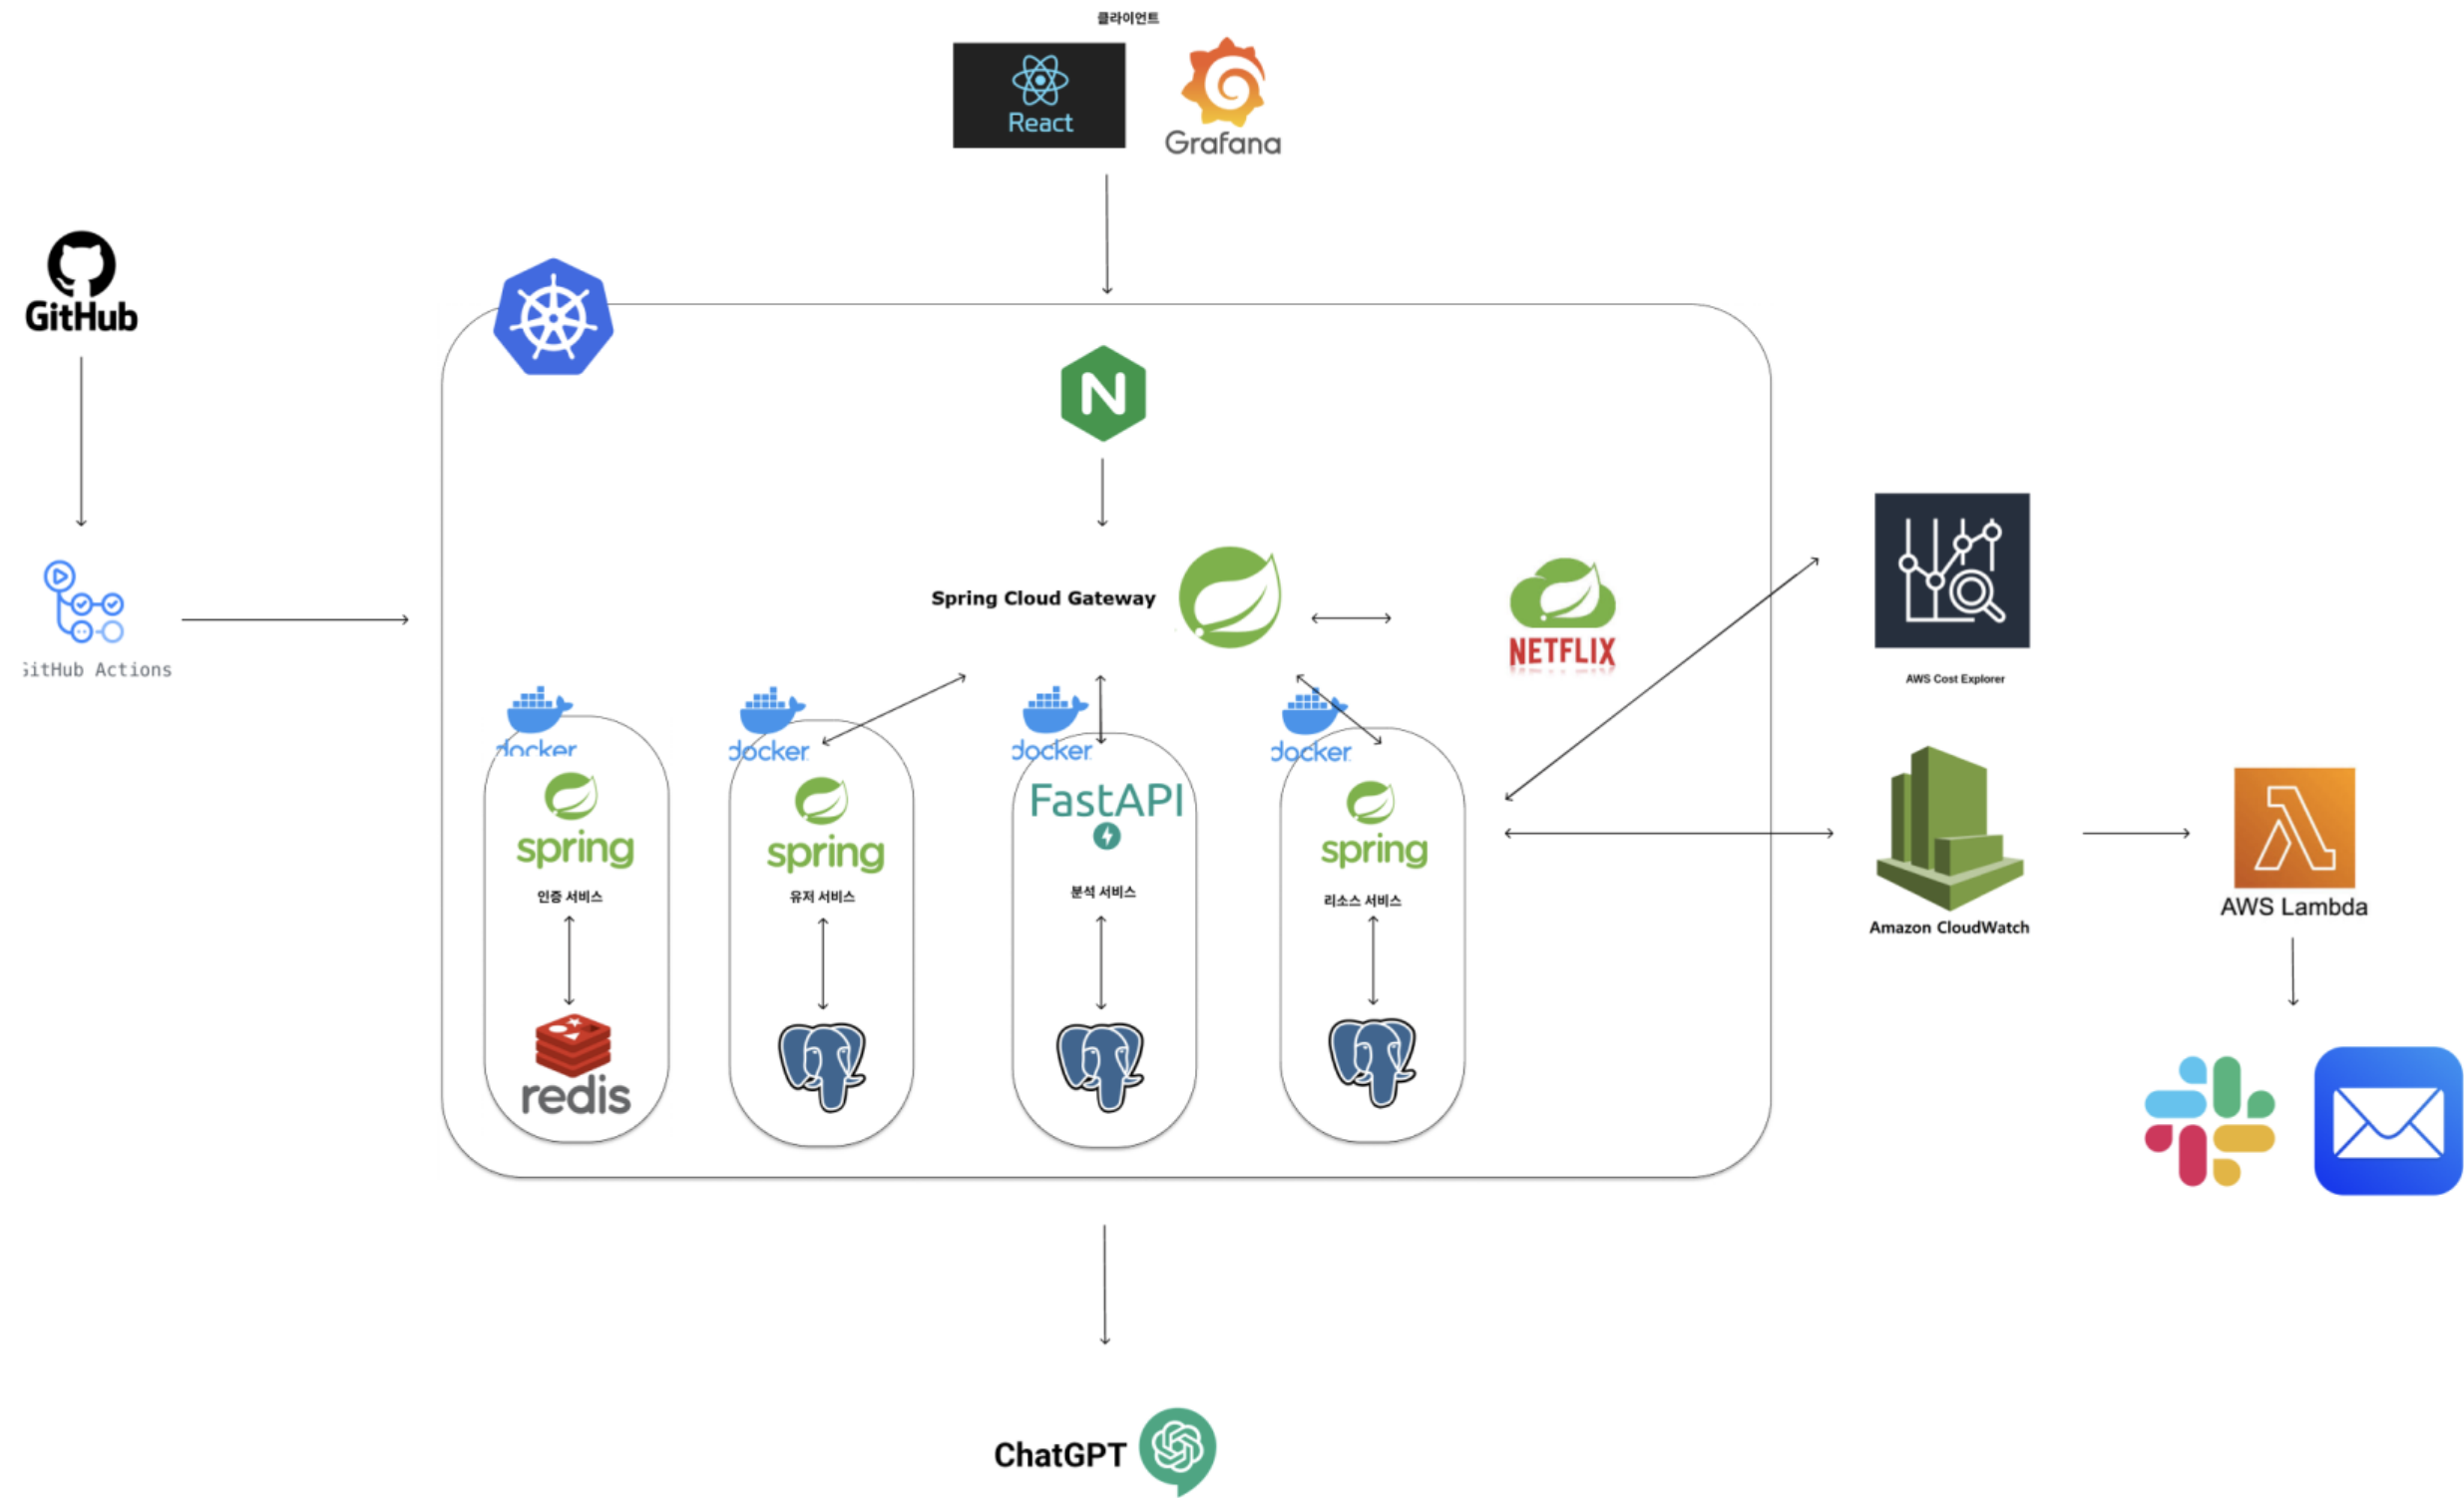 클라이언트
React
Grafana
GitHub
N
Spring Cloud Gateway
NETFLIX
GitHub Actions
AWS Cost Explorer
docker
docker
docker
docker
spring
spring
FastAPI
spring
인증 서비스
유저 서비스
분석 서비스
리소스 서비스
redis
Amazon CloudWatch
AWS Lambda
ChatGPT